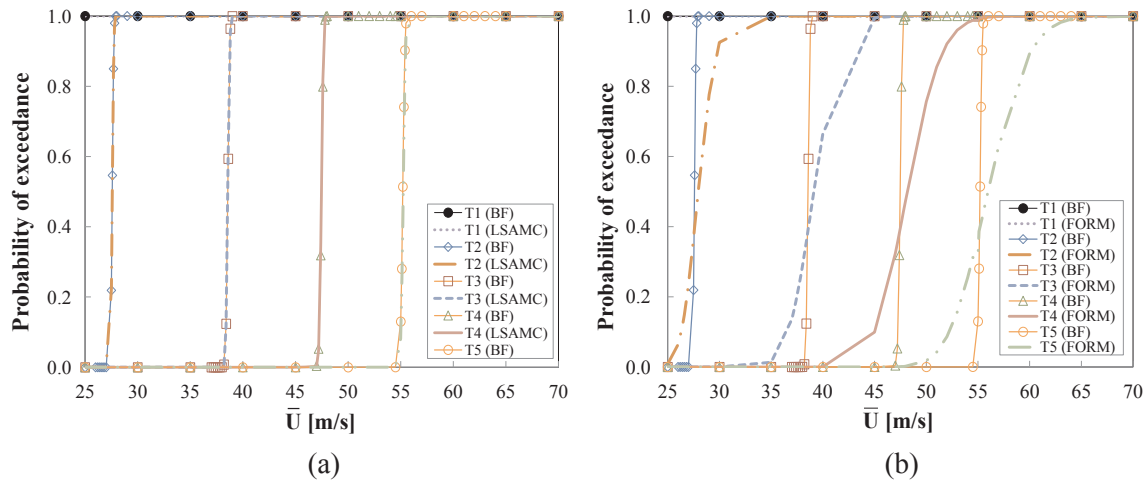 Probability of exceedance
1.0
0.8
0.6
0.4
0.2
0.0
25 30 35 40 45 50 55 60 65 70
U̅ [m/s]
T1 (BF)
T1 (LSAMC)
T2 (BF)
T2 (LSAMC)
T3 (BF)
T3 (LSAMC)
T4 (BF)
T4 (LSAMC)
T5 (BF)
(a)
Probability of exceedance
1.0
0.8
0.6
0.4
0.2
0.0
25 30 35 40 45 50 55 60 65 70
U̅ [m/s]
T1 (BF)
T1 (FORM)
T2 (BF)
T2 (FORM)
T3 (BF)
T3 (FORM)
T4 (BF)
T4 (FORM)
T5 (BF)
T5 (FORM)
(b)